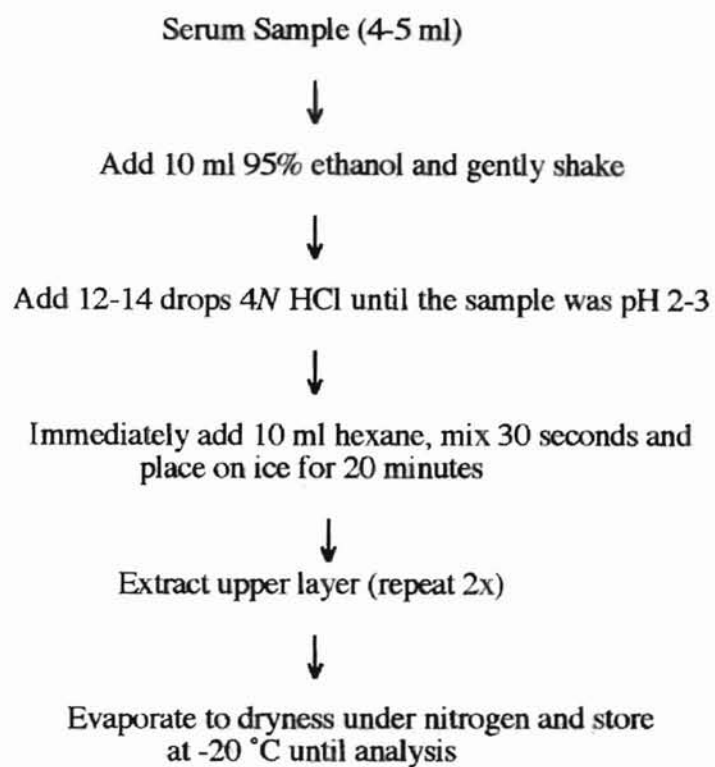 Serum Sample (4-5 ml)
Add 10 ml 95% ethanol and gently shake
Add 12-14 drops 4N HCl until the sample was pH 2-3
Immediately add 10 ml hexane, mix 30 seconds and
place on ice for 20 minutes
Extract upper layer (repeat 2x)
Evaporate to dryness under nitrogen and store
at -20 °C until analysis